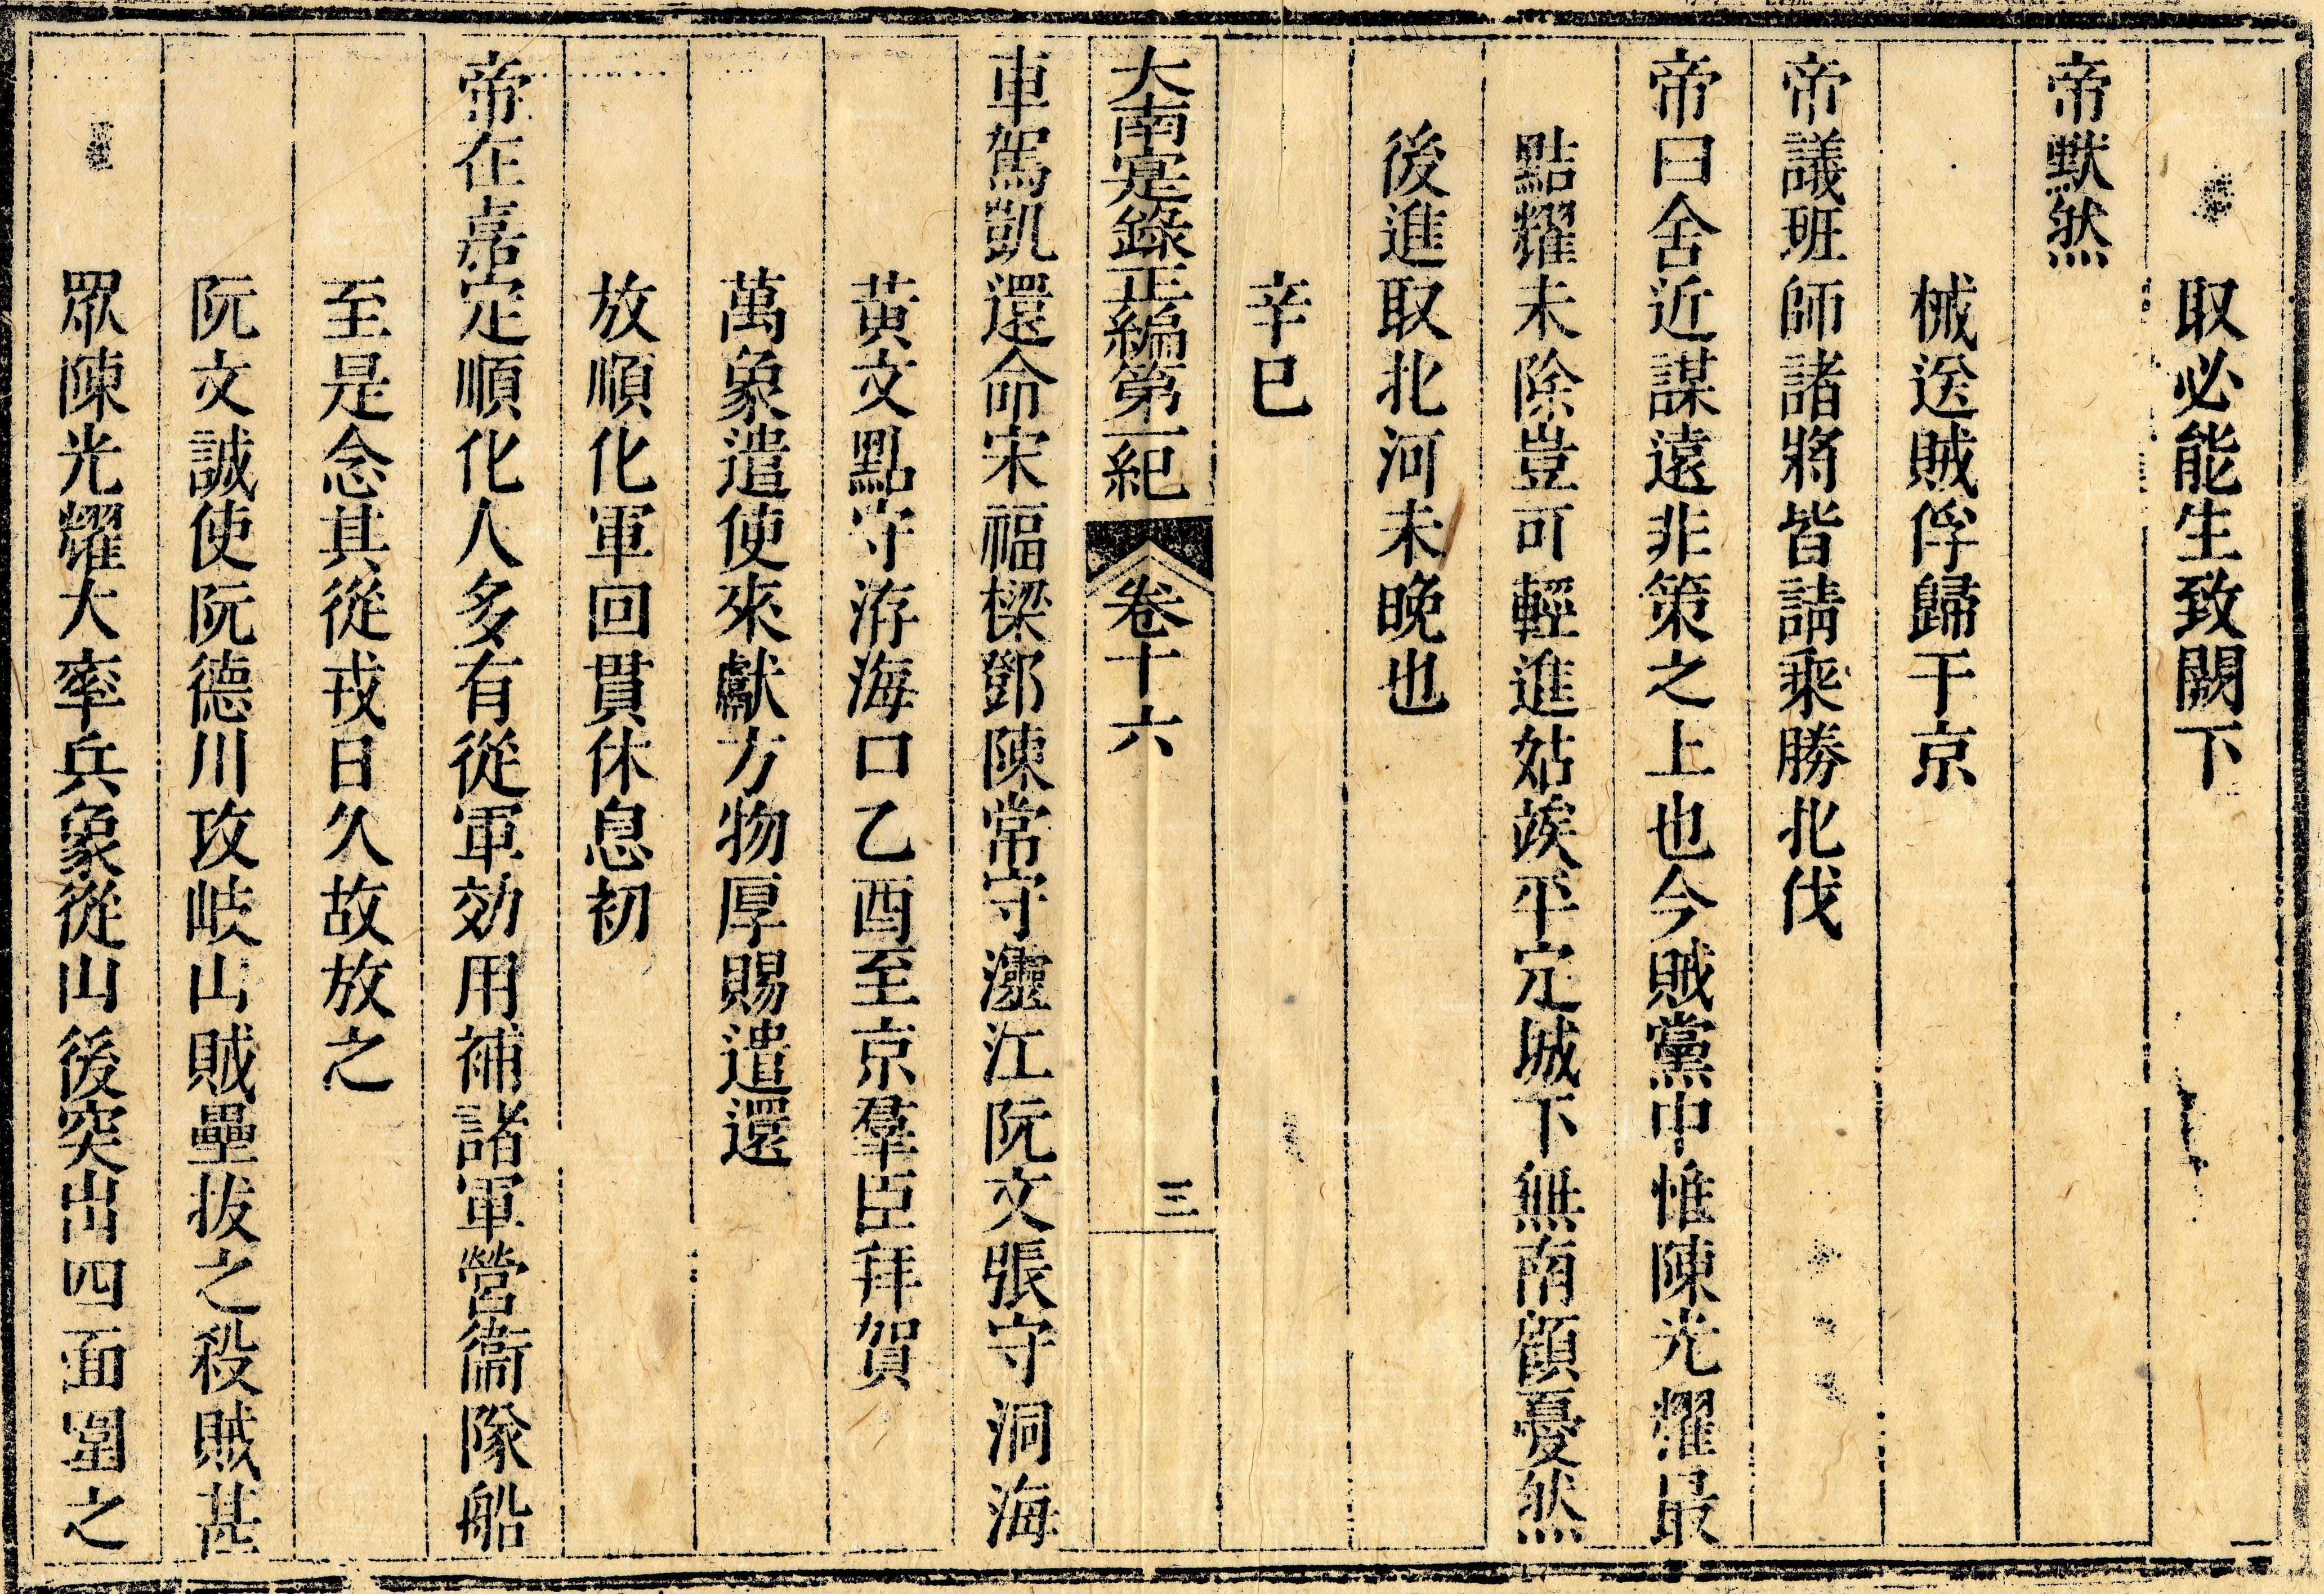 取必能生致闕下
帝默然
械送賊俘歸于京
帝議班師諸將皆請乘勝北伐
帝曰舍近謀遠非策之上也今賊黨中惟陳光耀最
點耀未除豈可輕進姑竢平定城下無南顧憂然
後進取北河未晚也
辛巳
大南寔錄正編第一紀 卷十六 三
車駕凱還命宋福樑鄧陳常守𤅷江阮文張守洞海
黃文點守洊海口乙酉至京羣臣拜賀
萬象遣使來獻方物厚賜遣還
放順化軍回貫休息初
帝在嘉定順化人多有從軍効用補諸軍營衞隊船
至是念其從戎日久故放之
阮文誠使阮德川攻岐山賊壘拔之殺賊甚
眾陳光耀大率兵象從山後突出四面圍之